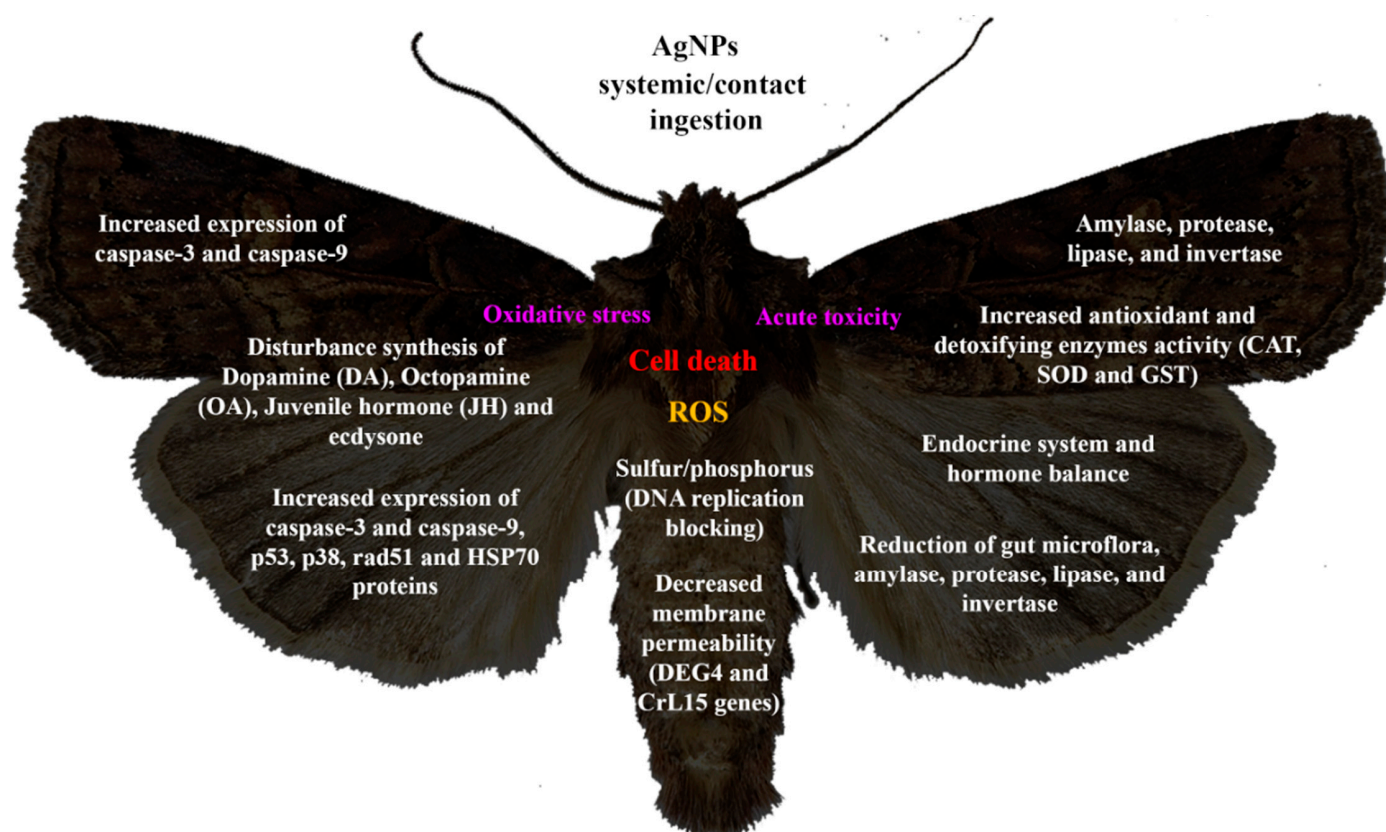 AgNPs
systemic/contact
ingestion
Increased expression of
caspase-3 and caspase-9
Amylase, protease,
lipase, and invertase
Oxidative stress
Acute toxicity
Cell death
ROS
Disturbance synthesis of
Dopamine (DA), Octopamine
(OA), Juvenile hormone (JH) and
ecdysone
Increased antioxidant and
detoxifying enzymes activity (CAT,
SOD and GST)
Increased expression of
caspase-3 and caspase-9,
p53, p38, rad51 and HSP70
proteins
Sulfur/phosphorus
(DNA replication
blocking)
Decreased
membrane
permeability
(DEG4 and
CrL15 genes)
Endocrine system and
hormone balance
Reduction of gut microflora,
amylase, protease, lipase, and
invertase